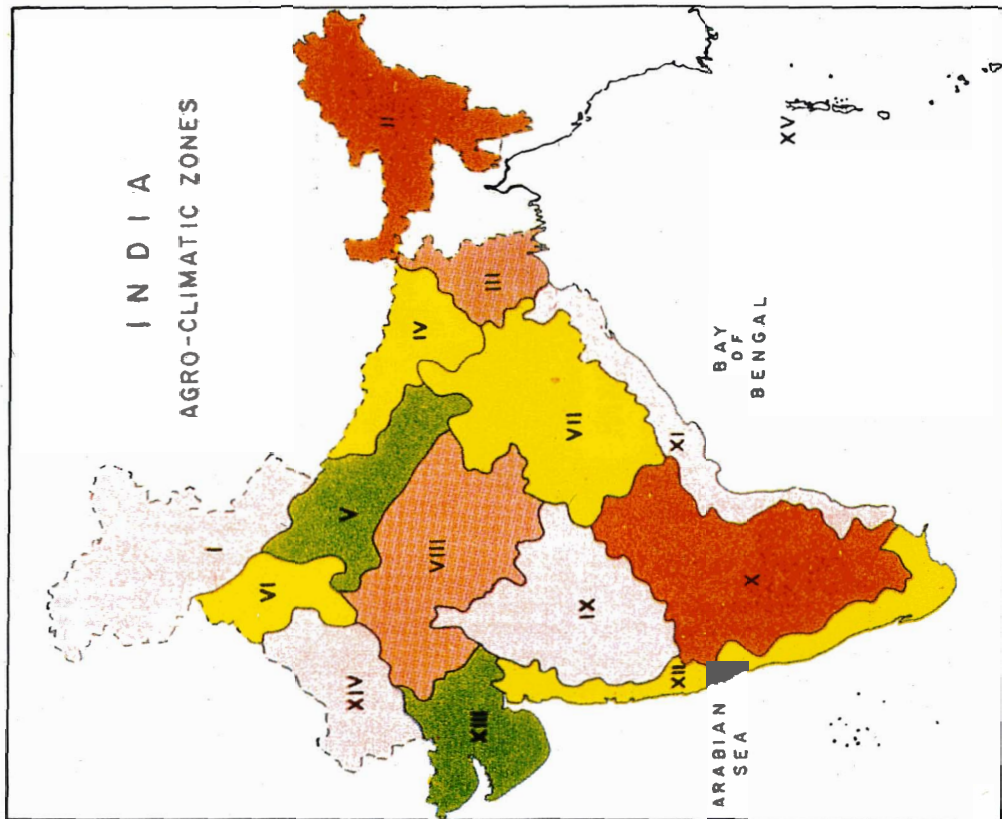 INDIA
AGRO-CLIMATIC ZONES
I
II
III
IV
V
VI
VII
VIII
IX
X
XI
XII
XIII
XIV
XV
BAY
OF
BENGAL
ARABIAN
SEA